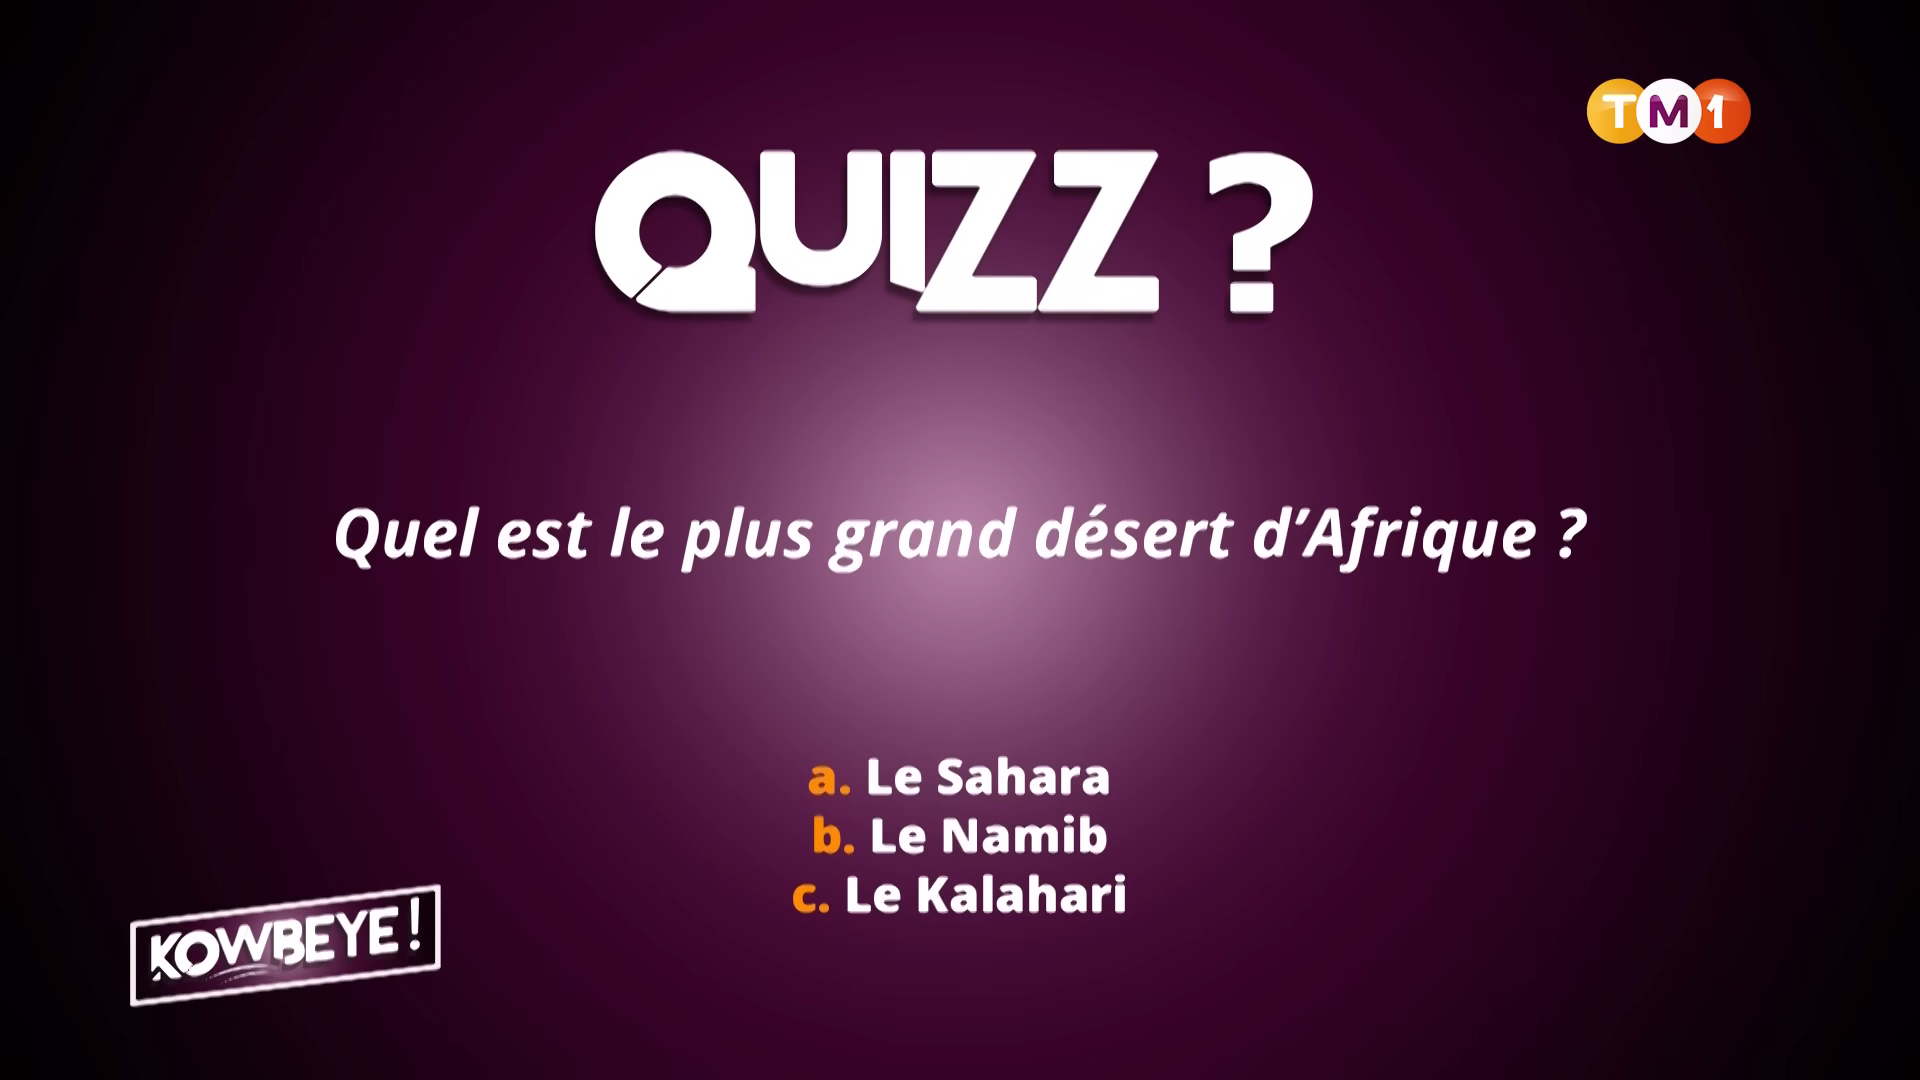 TM1
QUIZZ ?
Quel est le plus grand désert d’Afrique ?
a. Le Sahara
b. Le Namib
c. Le Kalahari
KOWBEYE !